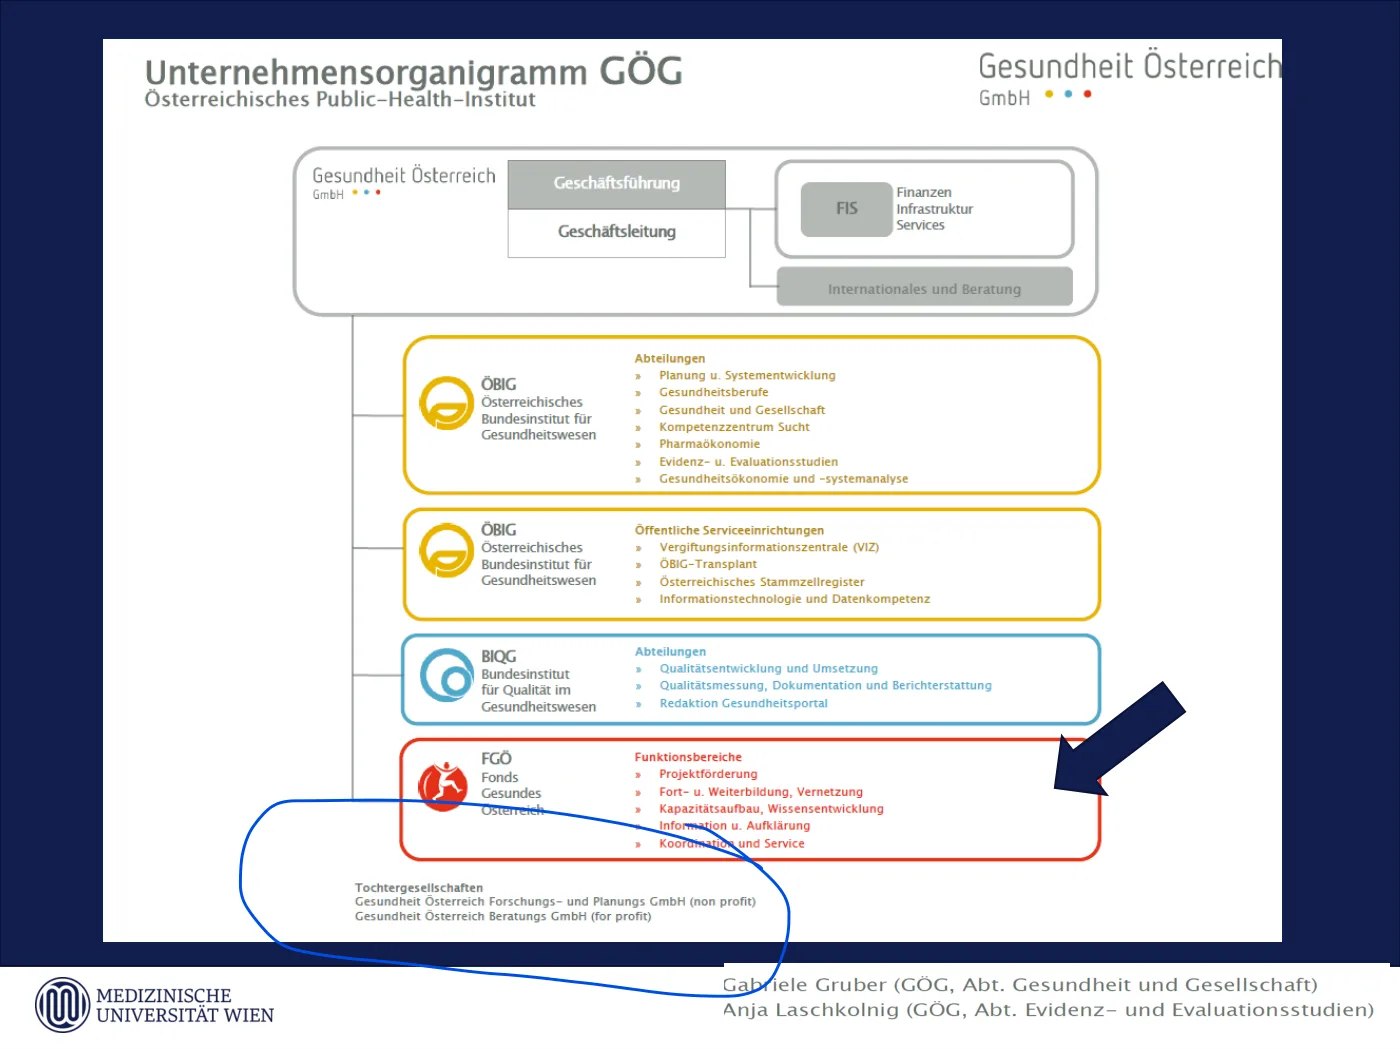 Unternehmensorganigramm GÖG
Österreichisches Public-Health-Institut
Gesundheit Österreich
GmbH
Gesundheit Österreich
GmbH
Geschäftsführung
Geschäftsleitung
FIS
Finanzen
Infrastruktur
Services
Internationales und Beratung
ÖBIG
Österreichisches
Bundesinstitut für
Gesundheitswesen
Abteilungen
» Planung u. Systementwicklung
» Gesundheitsberufe
» Gesundheit und Gesellschaft
» Kompetenzzentrum Sucht
» Pharmaökonomie
» Evidenz- u. Evaluationsstudien
» Gesundheitsökonomie und -systemanalyse
ÖBIG
Österreichisches
Bundesinstitut für
Gesundheitswesen
Öffentliche Serviceeinrichtungen
» Vergiftungsinformationszentrale (VIZ)
» ÖBIG-Transplant
» Österreichisches Stammzellregister
» Informationstechnologie und Datenkompetenz
BIQG
Bundesinstitut
für Qualität im
Gesundheitswesen
Abteilungen
» Qualitätsentwicklung und Umsetzung
» Qualitätsmessung, Dokumentation und Berichterstattung
» Redaktion Gesundheitsportal
FGÖ
Fonds
Gesundes
Österreich
Funktionsbereiche
» Projektförderung
» Fort- u. Weiterbildung, Vernetzung
» Kapazitätsaufbau, Wissensentwicklung
» Information u. Aufklärung
» Koordination und Service
Tochtergesellschaften
Gesundheit Österreich Forschungs- und Planungs GmbH (non profit)
Gesundheit Österreich Beratungs GmbH (for profit)
MEDIZINISCHE
UNIVERSITÄT WIEN
Gabriele Gruber (GÖG, Abt. Gesundheit und Gesellschaft)
Anja Laschkolnig (GÖG, Abt. Evidenz- und Evaluationsstudien)